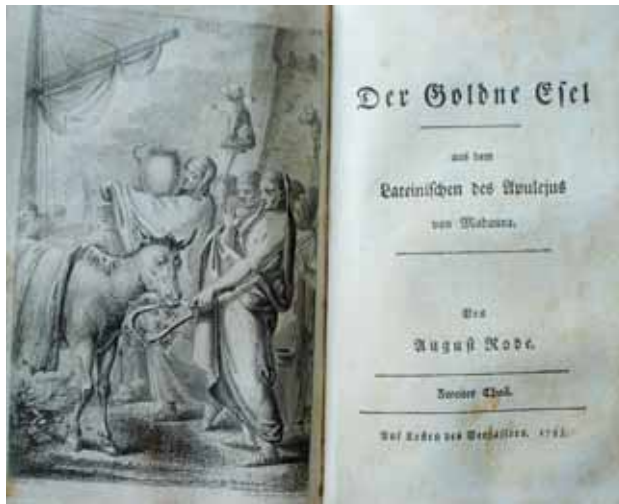 Der Goldne Esel
aus dem
Lateinischen des Apulejus
von Madaura.
Von
August Rode.
Zweiter Theil.
Auf Kosten des Verfassers. 1783.